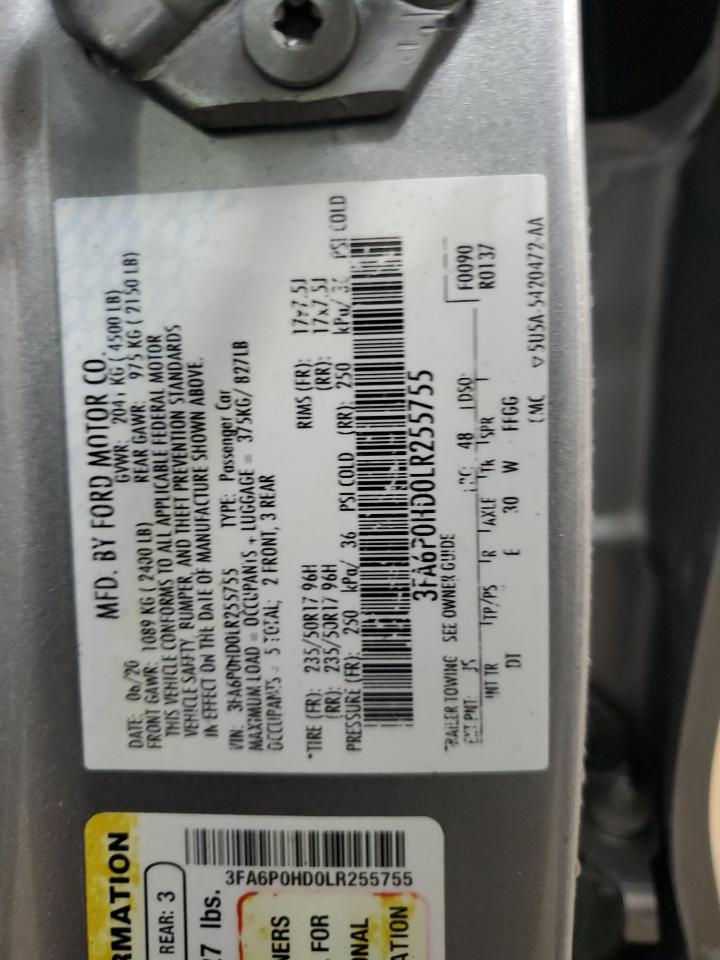 MFD. BY FORD MOTOR CO.
DATE: 06/20 GVWR: KG ( 4500 LB)
FRONT GAWR: 1089 KG ( 2400 LB) REAR GAWR: 975 KG ( 2150 LB)
THIS VEHICLE CONFORMS TO ALL APPLICABLE FEDERAL MOTOR
VEHICLE SAFETY, BUMPER, AND THEFT PREVENTION STANDARDS
IN EFFECT ON THE DATE OF MANUFACTURE SHOWN ABOVE.
VIN: 3FA6P0HD0LR255755 TYPE: Passenger Car
MAXIMUM LOAD = OCCUPANTS + LUGGAGE = 375KG/ 827LB
OCCUPANTS = 5 TOTAL; 2 FRONT, 3 REAR
*TIRE (FR): 235/50R17 96H RIMS (FR): 17x7.5J
(RR): 235/50R17 96H (RR): 17x7.5J
PRESSURE (FR): 250 kPa/ 36 PSI COLD (RR): 250 kPa/ PSI COLD
3FA6P0HD0LR255755
TRAILER TOWING SEE OWNER GUIDE F0090
EXT PNT: JS 48 DSO: R0137
INT TR TP/PS R AXLE TR SPR
DT E 30 W FFGG
5U5A-5420472-AA
RMATION
REAR: 3
7 lbs.
3FA6P0HD0LR255755
NERS
FOR
ONAL
ATION